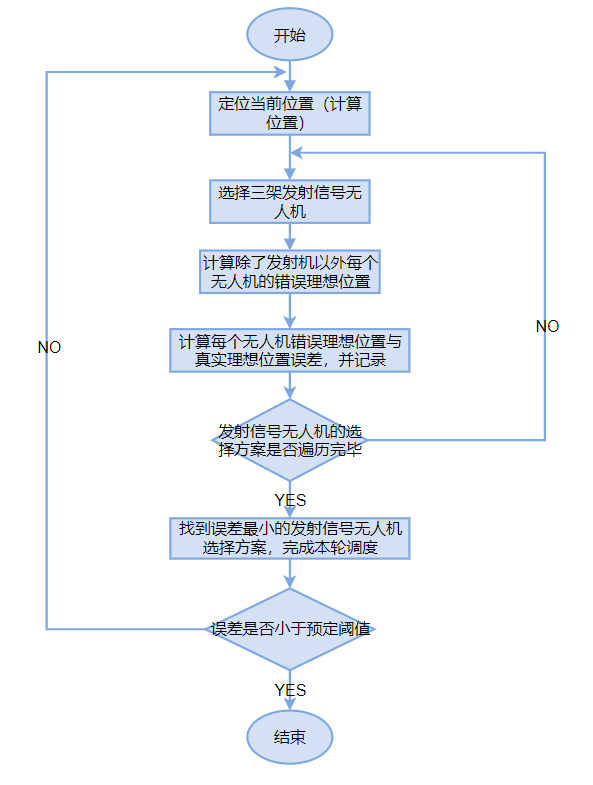 开始
定位当前位置（计算
位置）
选择三架发射信号无
人机
计算除了发射机以外每个
无人机的错误理想位置
计算每个无人机错误理想位置与
真实理想位置误差，并记录
NO
NO
发射信号无人机的选
择方案是否遍历完毕
YES
找到误差最小的发射信号无人机
选择方案，完成本轮调度
误差是否小于预定阈值
YES
结束